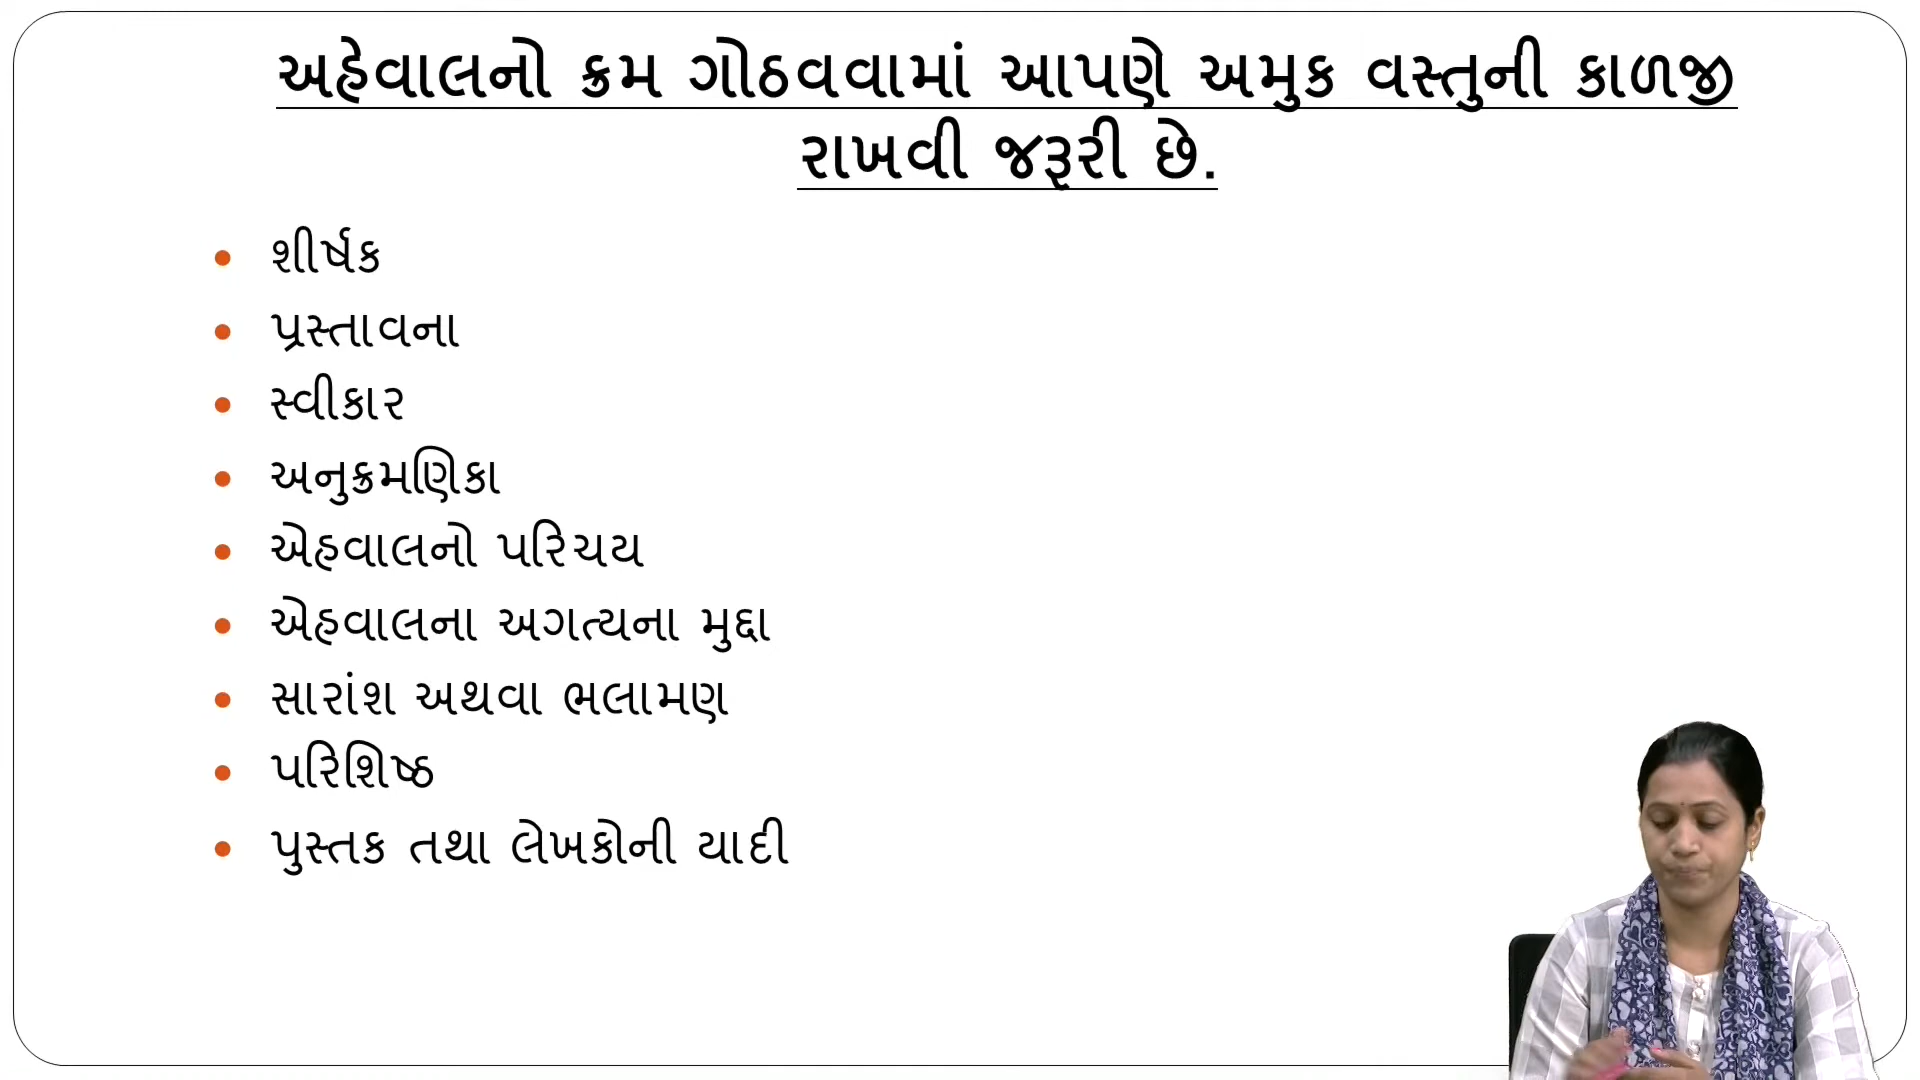 અહેવાલનો ક્રમ ગોઠવવામાં આપણે અમુક વસ્તુની કાળજી
રાખવી જરૂરી છે.
શીર્ષક
પ્રસ્તાવના
સ્વીકાર
અનુક્રમણિકા
એહવાલનો પરિચય
એહવાલના અગત્યના મુદ્દા
સારાંશ અથવા ભલામણ
પરિશિષ્ઠ
પુસ્તક તથા લેખકોની યાદી